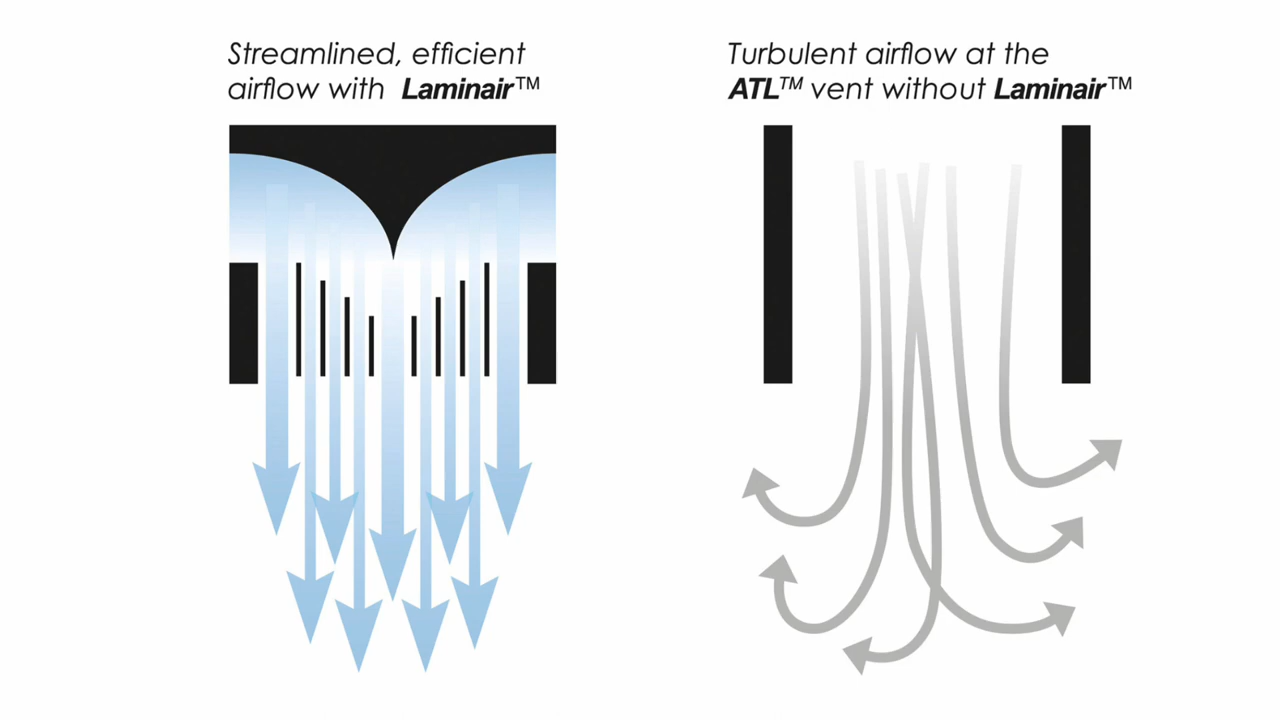 Streamlined, efficient
airflow with Laminair™
Turbulent airflow at the
ATL™ vent without Laminair™